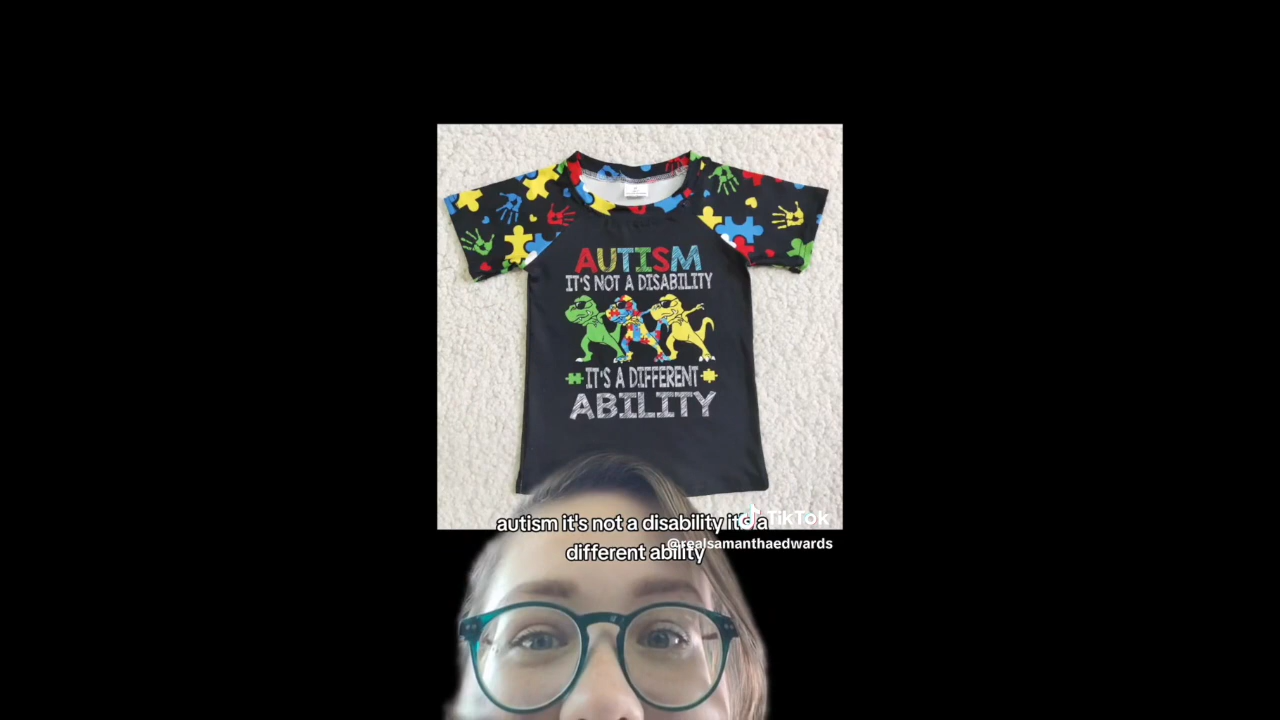 AUTISM
IT'S NOT A DISABILITY
IT'S A DIFFERENT
ABILITY
autism it's not a disability it's a
different ability
TikTok
@realsamanthaedwards